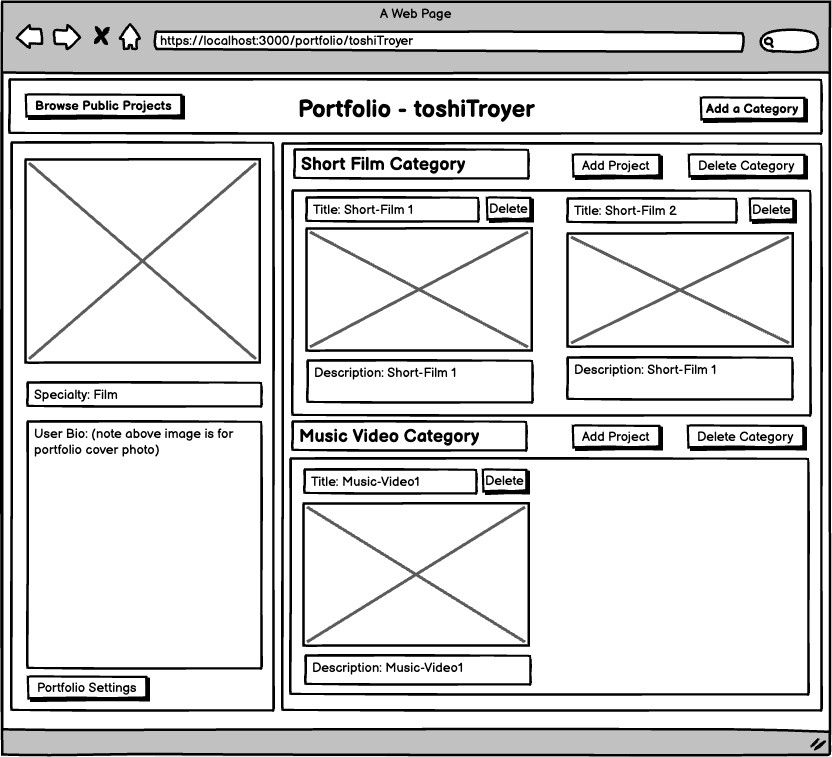 A Web Page
https://localhost:3000/portfolio/toshiTroyer
Browse Public Projects
Portfolio - toshiTroyer
Add a Category
Specialty: Film
User Bio: (note above image is for
portfolio cover photo)
Portfolio Settings
Short Film Category
Add Project
Delete Category
Title: Short-Film 1
Delete
Title: Short-Film 2
Delete
Description: Short-Film 1
Description: Short-Film 1
Music Video Category
Add Project
Delete Category
Title: Music-Video1
Delete
Description: Music-Video1